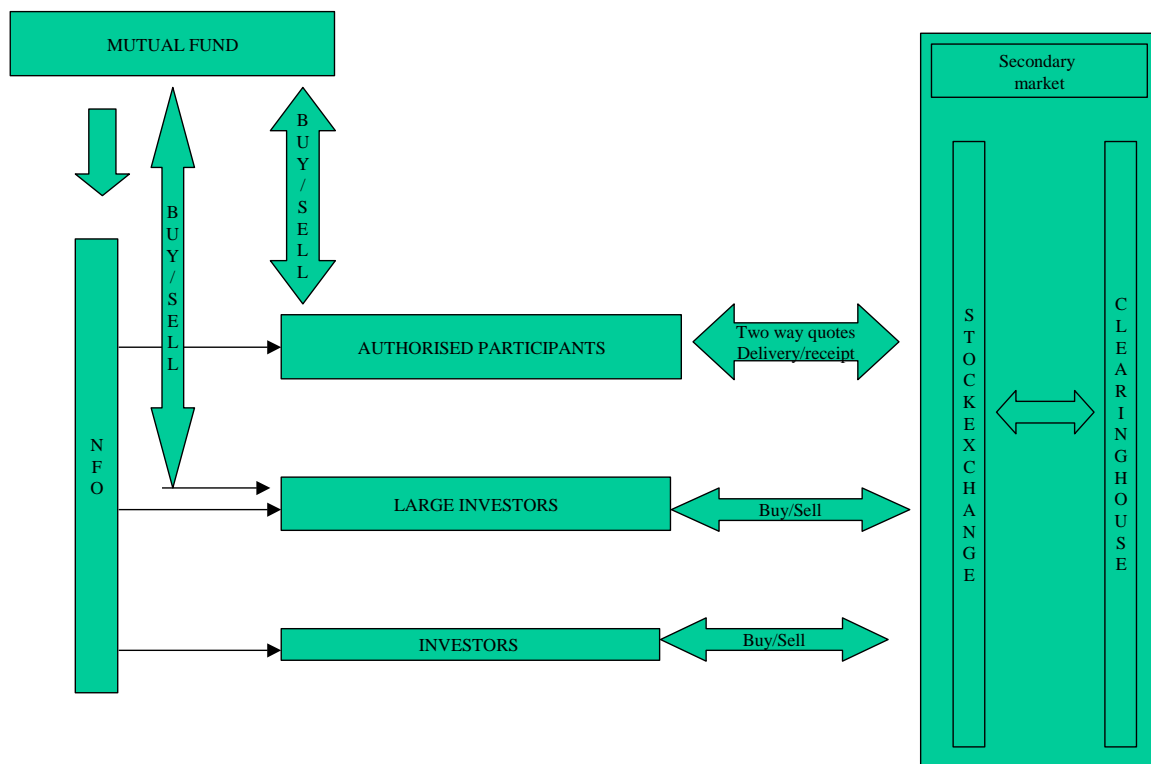 MUTUAL FUND
Secondary
market
BUY/SELL
BUY/SELL
NFO
AUTHORISED PARTICIPANTS
Two way quotes
Delivery/receipt
LARGE INVESTORS
Buy/Sell
INVESTORS
Buy/Sell
STOCKEXCHANGE
CLEARINGHOUSE